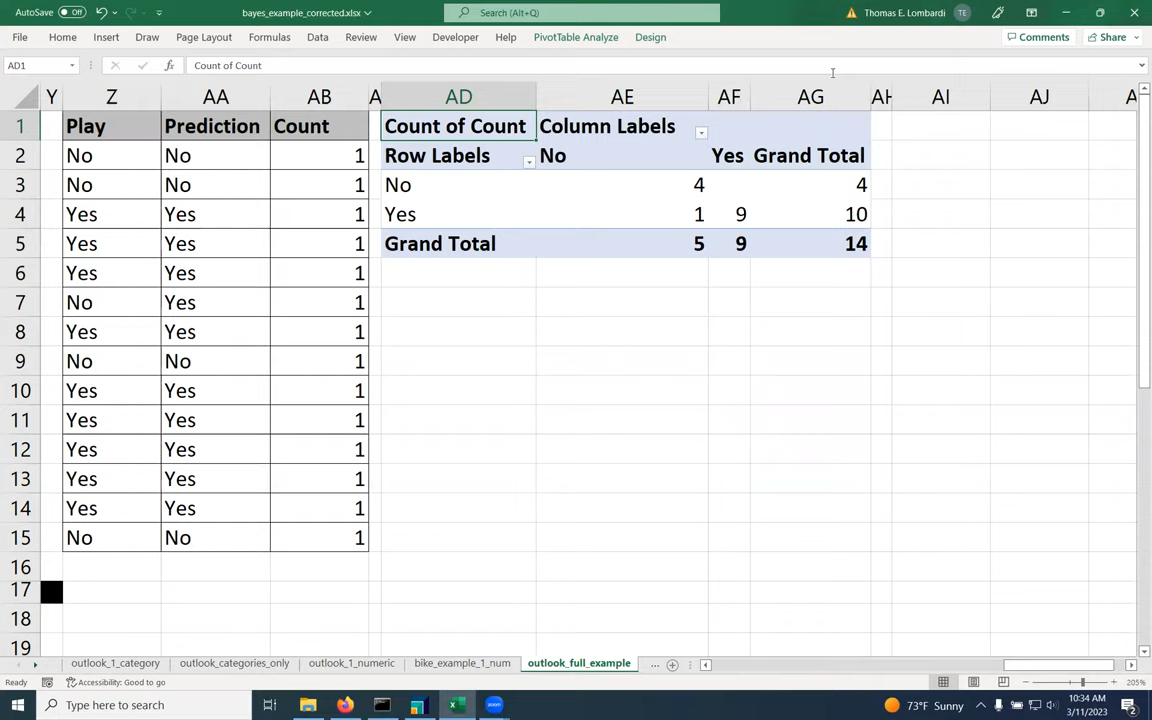 AutoSave Off bayes_example_corrected.xlsx Search (Alt+Q) Thomas E. Lombardi TE
File Home Insert Draw Page Layout Formulas Data Review View Developer Help PivotTable Analyze Design Comments Share
AD1 fx Count of Count
Y Z AA AB A AD AE AF AG AH AI AJ A
1 Play Prediction Count Count of Count Column Labels
2 No No 1 Row Labels No Yes Grand Total
3 No No 1 No 4 4
4 Yes Yes 1 Yes 1 9 10
5 Yes Yes 1 Grand Total 5 9 14
6 Yes Yes 1
7 No Yes 1
8 Yes Yes 1
9 No No 1
10 Yes Yes 1
11 Yes Yes 1
12 Yes Yes 1
13 Yes Yes 1
14 Yes Yes 1
15 No No 1
16
17
18
19
outlook_1_category outlook_categories_only outlook_1_numeric bike_example_1_num outlook_full_example ...
Ready Accessibility: Good to go 205%
Type here to search zoom 73°F Sunny 10:34 AM
3/11/2023 2